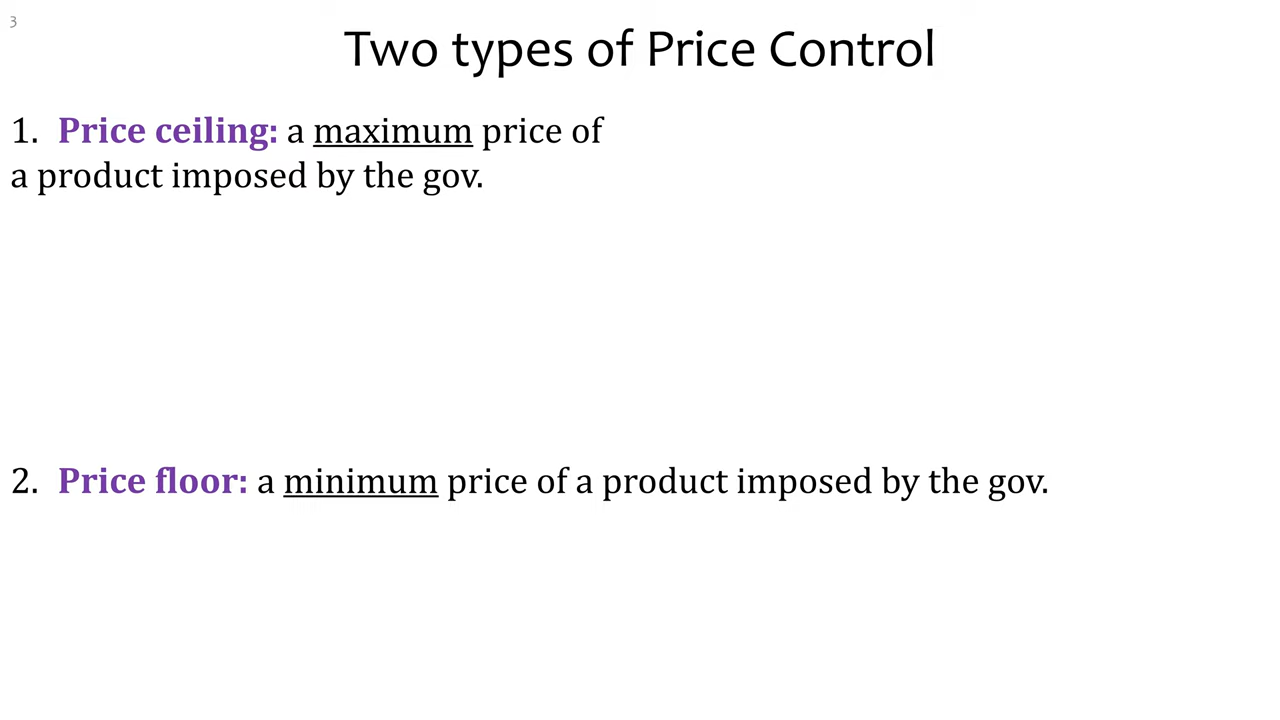 3
Two types of Price Control
1. Price ceiling: a maximum price of
a product imposed by the gov.
2. Price floor: a minimum price of a product imposed by the gov.